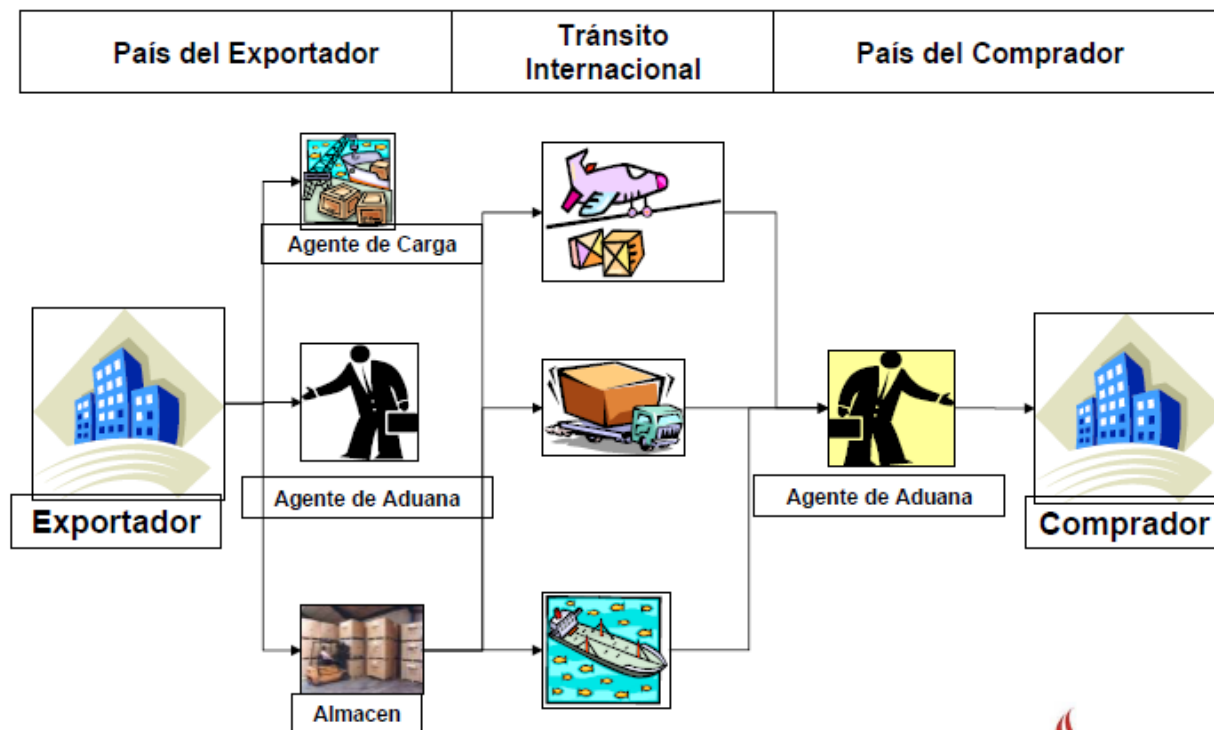 País del Exportador
Tránsito
Internacional
País del Comprador
Agente de Carga
Agente de Aduana
Agente de Aduana
Exportador
Comprador
Almacen